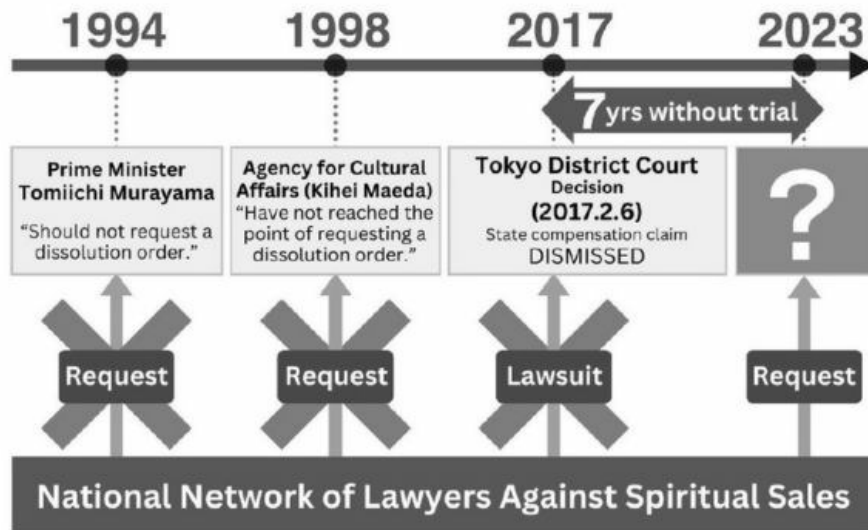 1994
1998
2017
2023
7 yrs without trial
Prime Minister
Tomiichi Murayama
“Should not request a
dissolution order.”
Agency for Cultural
Affairs (Kihei Maeda)
“Have not reached the
point of requesting a
dissolution order.”
Tokyo District Court
Decision
(2017.2.6)
State compensation claim
DISMISSED
?
Request
Request
Lawsuit
Request
National Network of Lawyers Against Spiritual Sales